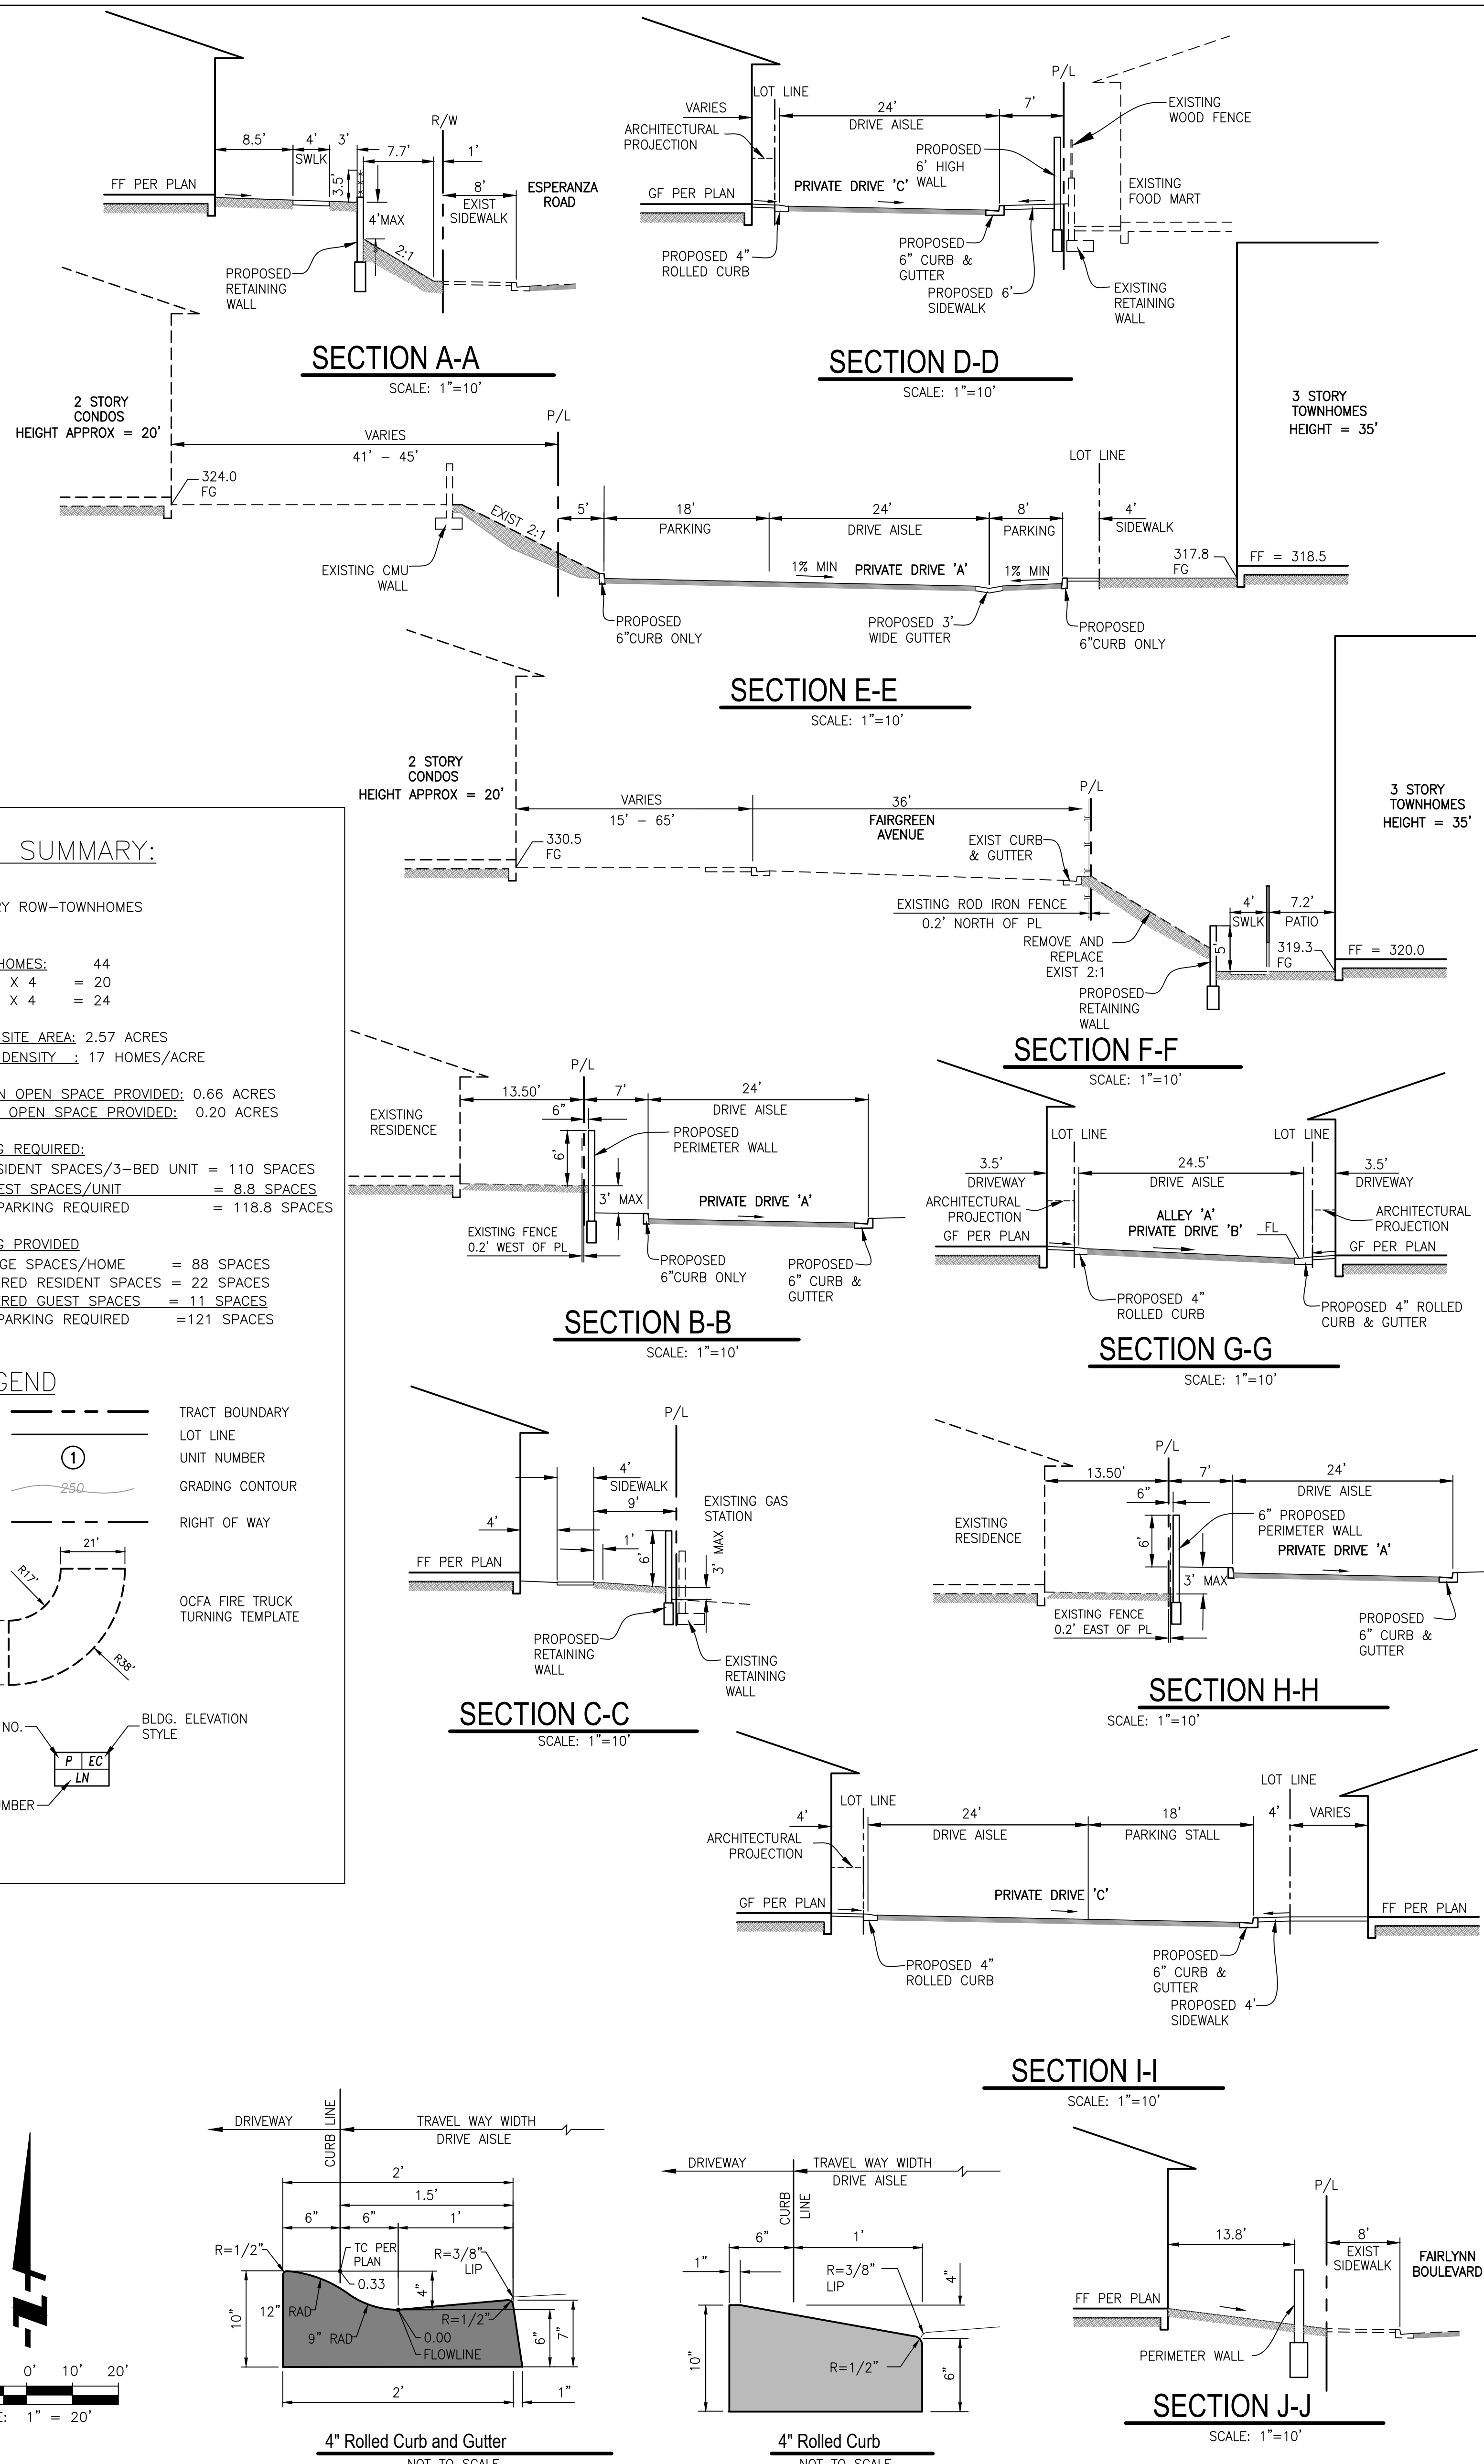 8.5'
4'
SWLK
3'
7.7'
R/W
1'
8'
EXIST
SIDEWALK
ESPERANZA
ROAD
FF PER PLAN
3.5'
4'MAX
2:1
PROPOSED
RETAINING
WALL
SECTION A-A
SCALE: 1"=10'
LOT LINE
VARIES
ARCHITECTURAL
PROJECTION
24'
DRIVE AISLE
7'
P/L
EXISTING
WOOD FENCE
PROPOSED
6' HIGH
WALL
PRIVATE DRIVE 'C'
GF PER PLAN
EXISTING
FOOD MART
PROPOSED 4"
ROLLED CURB
PROPOSED
6" CURB &
GUTTER
PROPOSED 6'
SIDEWALK
EXISTING
RETAINING
WALL
SECTION D-D
SCALE: 1"=10'
2 STORY
CONDOS
HEIGHT APPROX = 20'
VARIES
41' - 45'
P/L
324.0
FG
EXIST 2:1
EXISTING CMU
WALL
5'
18'
PARKING
24'
DRIVE AISLE
8'
PARKING
LOT LINE
4'
SIDEWALK
3 STORY
TOWNHOMES
HEIGHT = 35'
1% MIN
PRIVATE DRIVE 'A'
1% MIN
317.8
FG
FF = 318.5
PROPOSED
6"CURB ONLY
PROPOSED 3'
WIDE GUTTER
PROPOSED
6"CURB ONLY
SECTION E-E
SCALE: 1"=10'
2 STORY
CONDOS
HEIGHT APPROX = 20'
VARIES
15' - 65'
36'
FAIRGREEN
AVENUE
P/L
330.5
FG
EXIST CURB
& GUTTER
EXISTING ROD IRON FENCE
0.2' NORTH OF PL
REMOVE AND
REPLACE
EXIST 2:1
PROPOSED
RETAINING
WALL
5'
4'
SWLK
7.2'
PATIO
319.3
FG
FF = 320.0
3 STORY
TOWNHOMES
HEIGHT = 35'
SECTION F-F
SCALE: 1"=10'
SUMMARY:
RY ROW-TOWNHOMES
HOMES: 44
X 4 = 20
X 4 = 24
SITE AREA: 2.57 ACRES
DENSITY : 17 HOMES/ACRE
N OPEN SPACE PROVIDED: 0.66 ACRES
OPEN SPACE PROVIDED: 0.20 ACRES
G REQUIRED:
SIDENT SPACES/3-BED UNIT = 110 SPACES
EST SPACES/UNIT = 8.8 SPACES
PARKING REQUIRED = 118.8 SPACES
G PROVIDED
GE SPACES/HOME = 88 SPACES
ERED RESIDENT SPACES = 22 SPACES
ERED GUEST SPACES = 11 SPACES
PARKING REQUIRED =121 SPACES
GEND
TRACT BOUNDARY
LOT LINE
1
UNIT NUMBER
250
GRADING CONTOUR
RIGHT OF WAY
21'
R17'
R38'
OCFA FIRE TRUCK
TURNING TEMPLATE
NO.
BLDG. ELEVATION
STYLE
P EC
LN
UMBER
EXISTING
RESIDENCE
13.50'
P/L
7'
24'
DRIVE AISLE
6"
6'
PROPOSED
PERIMETER WALL
3' MAX
PRIVATE DRIVE 'A'
EXISTING FENCE
0.2' WEST OF PL
PROPOSED
6"CURB ONLY
PROPOSED
6" CURB &
GUTTER
SECTION B-B
SCALE: 1"=10'
LOT LINE
LOT LINE
3.5'
DRIVEWAY
24.5'
DRIVE AISLE
3.5'
DRIVEWAY
ARCHITECTURAL
PROJECTION
ALLEY 'A'
PRIVATE DRIVE 'B'
FL
ARCHITECTURAL
PROJECTION
GF PER PLAN
GF PER PLAN
PROPOSED 4"
ROLLED CURB
PROPOSED 4" ROLLED
CURB & GUTTER
SECTION G-G
SCALE: 1"=10'
P/L
4'
SIDEWALK
9'
4'
1'
6'
3' MAX
EXISTING GAS
STATION
FF PER PLAN
PROPOSED
RETAINING
WALL
EXISTING
RETAINING
WALL
SECTION C-C
SCALE: 1"=10'
P/L
13.50'
7'
24'
DRIVE AISLE
6"
6'
EXISTING
RESIDENCE
6" PROPOSED
PERIMETER WALL
PRIVATE DRIVE 'A'
3' MAX
EXISTING FENCE
0.2' EAST OF PL
PROPOSED
6" CURB &
GUTTER
SECTION H-H
SCALE: 1"=10'
LOT LINE
4'
ARCHITECTURAL
PROJECTION
24'
DRIVE AISLE
18'
PARKING STALL
LOT LINE
4'
VARIES
GF PER PLAN
PRIVATE DRIVE 'C'
FF PER PLAN
PROPOSED 4"
ROLLED CURB
PROPOSED
6" CURB &
GUTTER
PROPOSED 4'
SIDEWALK
SECTION I-I
SCALE: 1"=10'
0' 10' 20'
E: 1" = 20'
DRIVEWAY
CURB LINE
TRAVEL WAY WIDTH
DRIVE AISLE
2'
1.5'
6"
6"
1'
R=1/2"
TC PER
PLAN
0.33
R=3/8"
LIP
4"
10"
12" RAD
9" RAD
R=1/2"
0.00
FLOWLINE
6"
7"
2'
1"
4" Rolled Curb and Gutter
NOT TO SCALE
DRIVEWAY
CURB
LINE
TRAVEL WAY WIDTH
DRIVE AISLE
6"
1'
1"
R=3/8"
LIP
4"
10"
R=1/2"
6"
4" Rolled Curb
NOT TO SCALE
P/L
13.8'
8'
EXIST
SIDEWALK
FAIRLYNN
BOULEVARD
FF PER PLAN
PERIMETER WALL
SECTION J-J
SCALE: 1"=10'